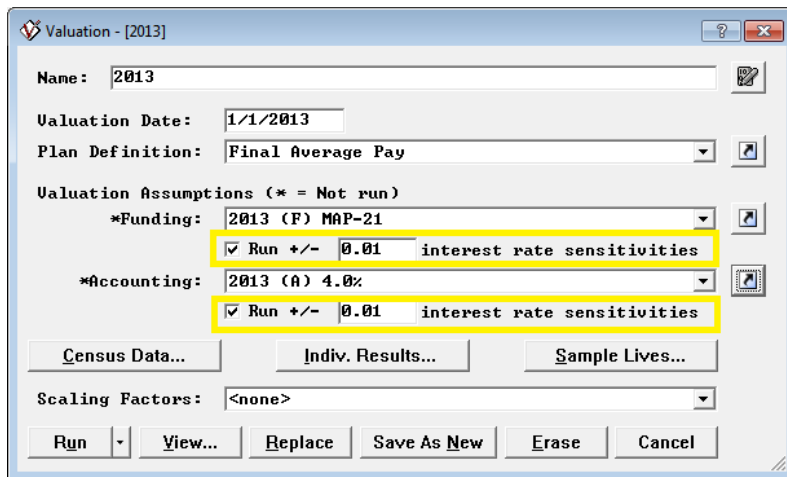 Valuation - [2013]
Name: 2013
Valuation Date: 1/1/2013
Plan Definition: Final Average Pay
Valuation Assumptions (* = Not run)
*Funding: 2013 (F) MAP-21
Run +/- 0.01 interest rate sensitivities
*Accounting: 2013 (A) 4.0%
Run +/- 0.01 interest rate sensitivities
Census Data... Indiv. Results... Sample Lives...
Scaling Factors: <none>
Run View... Replace Save As New Erase Cancel